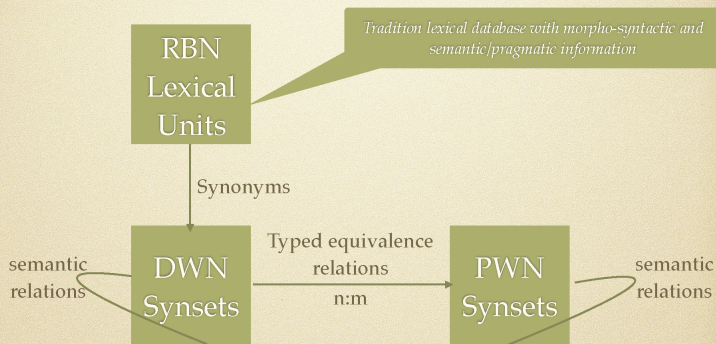 Tradition lexical database with morpho-syntactic and
semantic/pragmatic information
RBN
Lexical
Units
Synonyms
Typed equivalence
relations
n:m
semantic
relations
DWN
Synsets
PWN
Synsets
semantic
relations